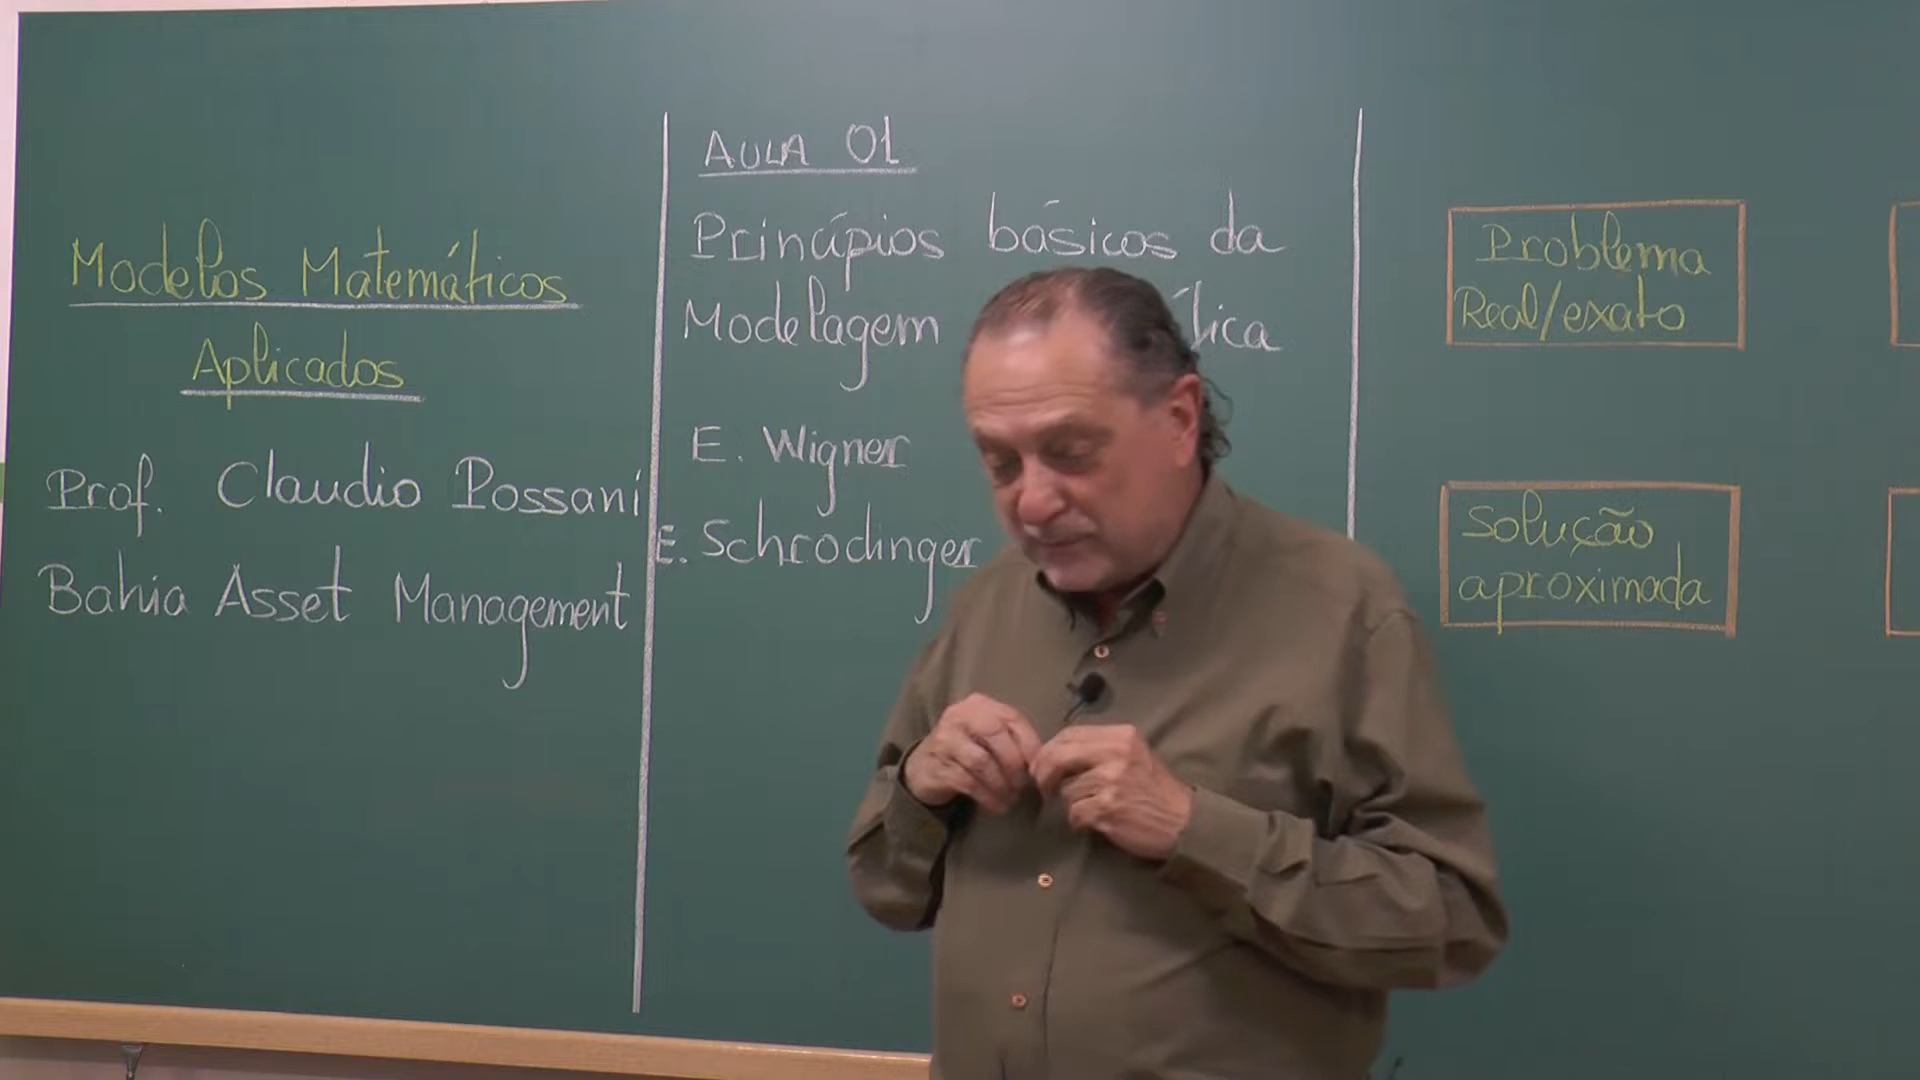 Modelos Matemáticos
Aplicados
Prof. Claudio Possani
Bahia Asset Management
AULA 01
Princípios básicos da
Modelagem
E. Wigner
E. Schrodinger
Problema
Real/exato
Solução
aproximada